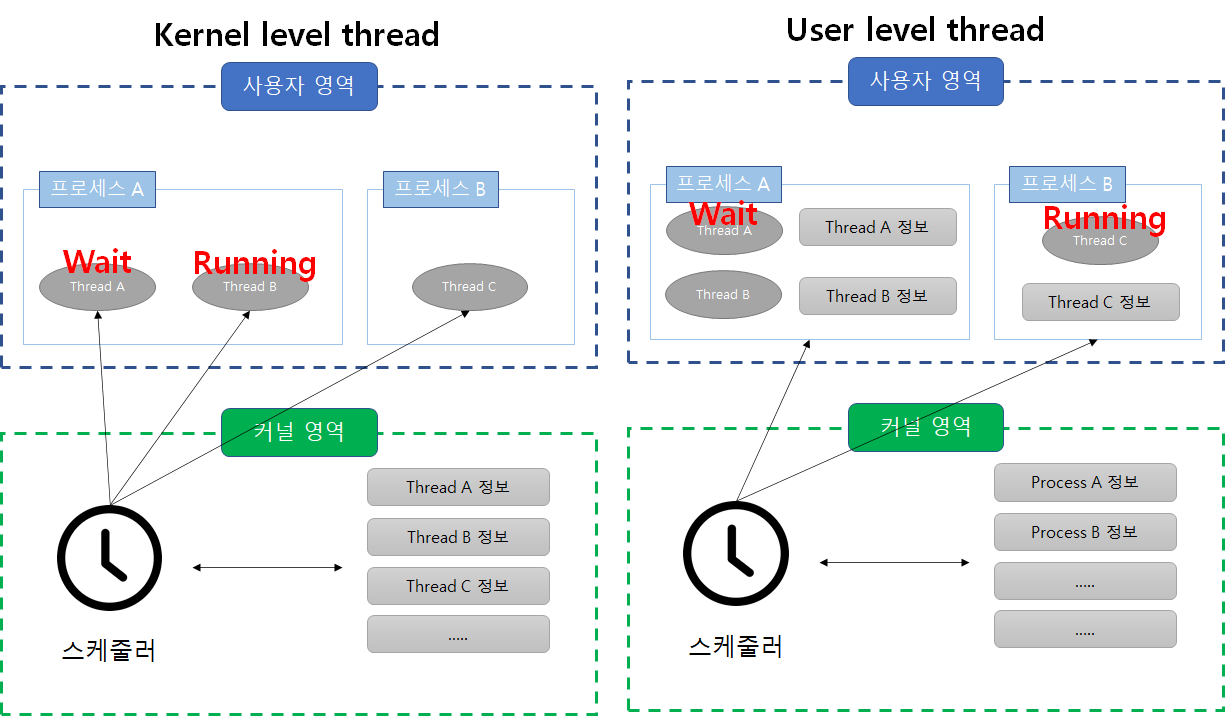 Kernel level thread
사용자 영역
프로세스 A
프로세스 B
Wait
Running
Thread A
Thread B
Thread C
커널 영역
Thread A 정보
Thread B 정보
Thread C 정보
.....
스케줄러
User level thread
사용자 영역
프로세스 A
프로세스 B
Wait
Running
Thread A
Thread A 정보
Thread C
Thread B
Thread B 정보
Thread C 정보
커널 영역
Process A 정보
Process B 정보
.....
.....
스케줄러